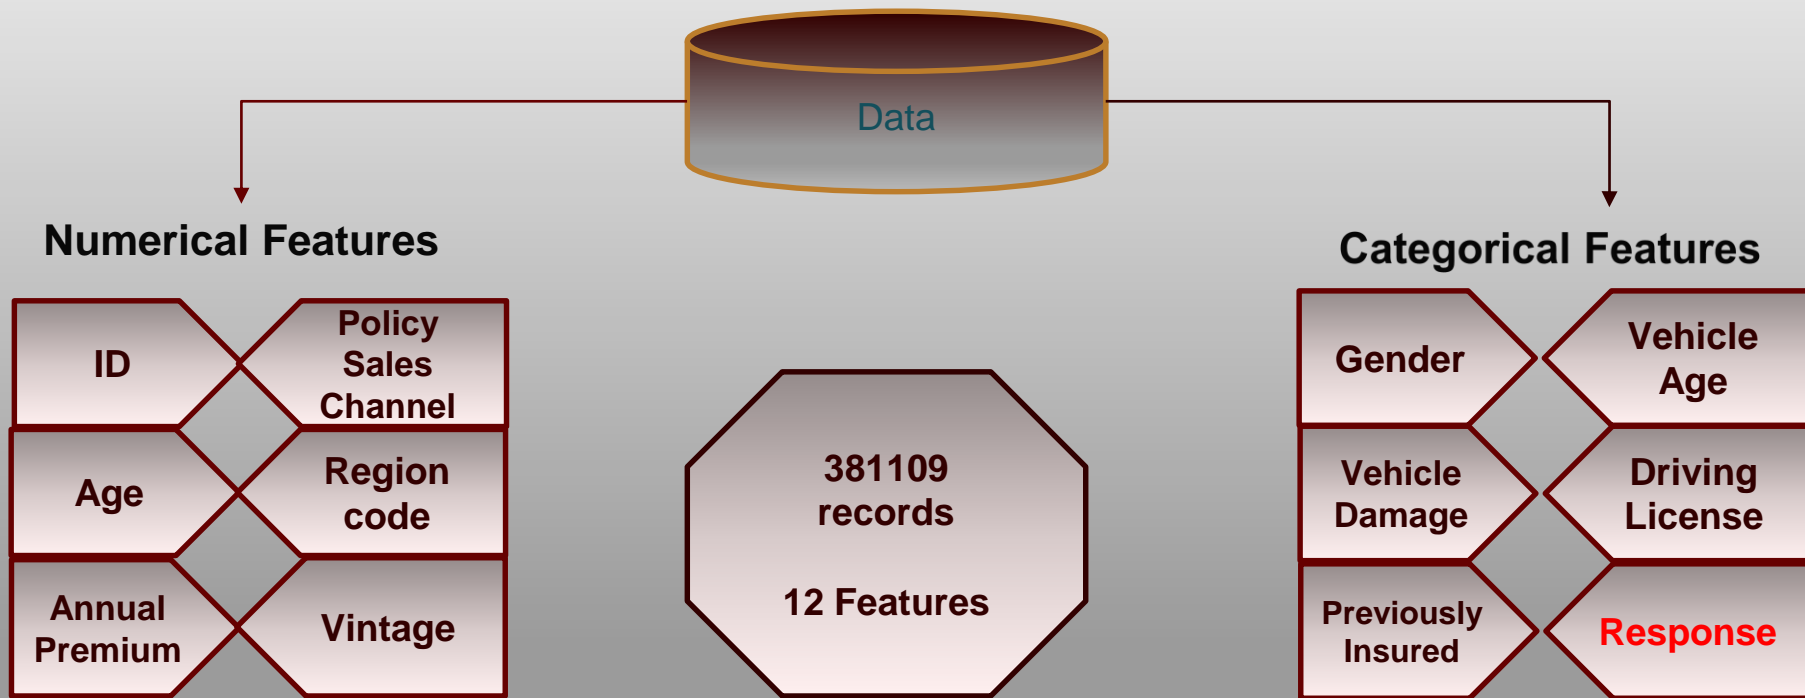 Data
Numerical Features
ID
Policy
Sales
Channel
Age
Region
code
Annual
Premium
Vintage
381109
records
12 Features
Categorical Features
Gender
Vehicle
Age
Vehicle
Damage
Driving
License
Previously
Insured
Response